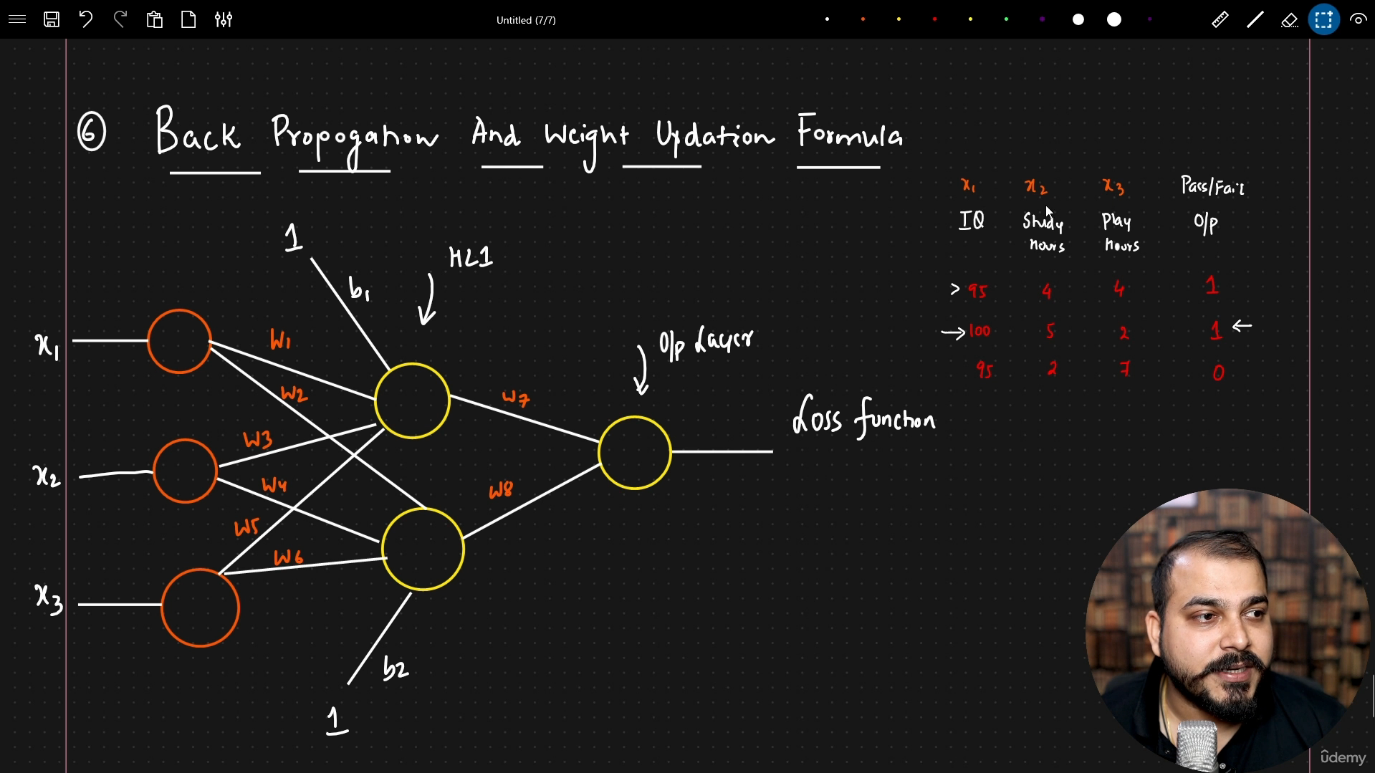 Untitled (7/7)
⑥ Back Propogation And Weight Updation Formula
x1 x2 x3 Pass/Fail
IQ Study hours Play hours O/p
> 95 4 4 1
→ 100 5 2 1 ←
95 2 7 0
1
b1
HL1
O/p Layer
x1
W1
W2
W7
Loss function
x2
W3
W4
W8
W5
W6
x3
b2
1
ûdemy